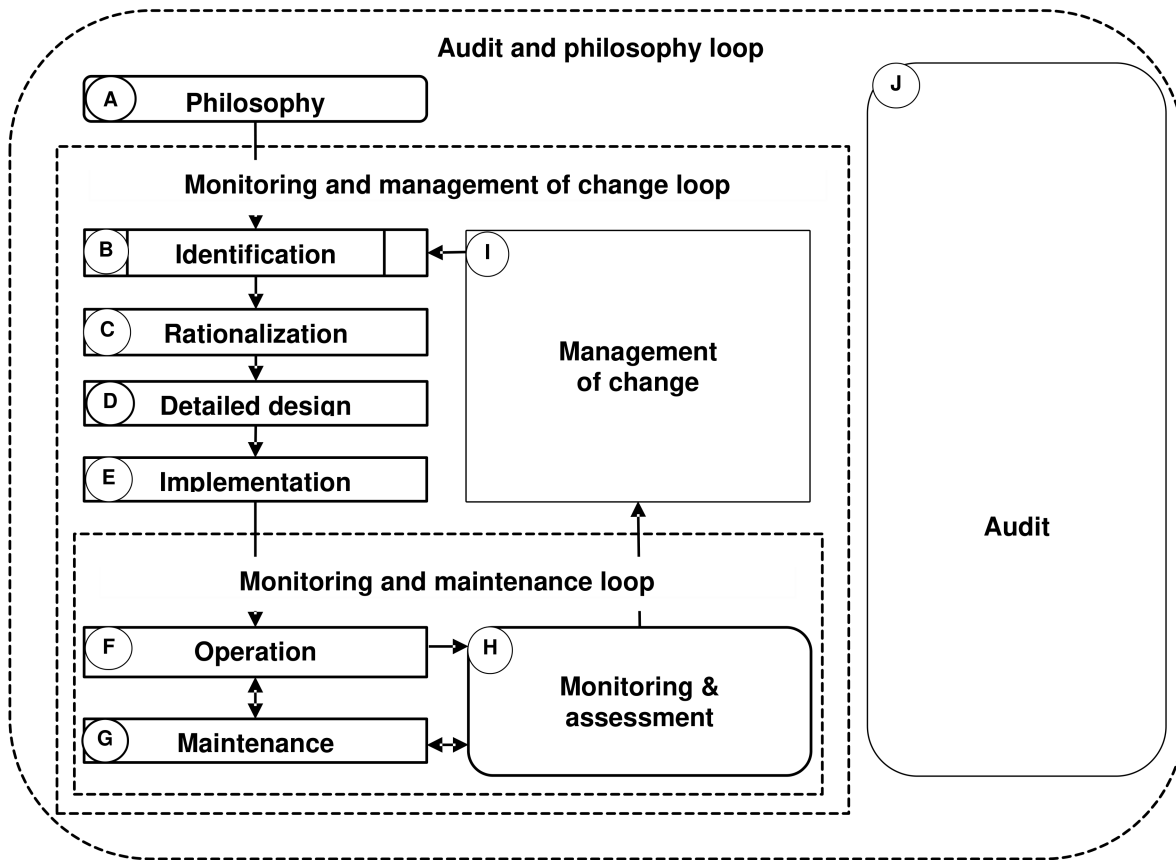 Audit and philosophy loop
A
Philosophy
J
Monitoring and management of change loop
B
Identification
I
C
Rationalization
Management
of change
D
Detailed design
E
Implementation
Audit
Monitoring and maintenance loop
F
Operation
H
Monitoring &
assessment
G
Maintenance